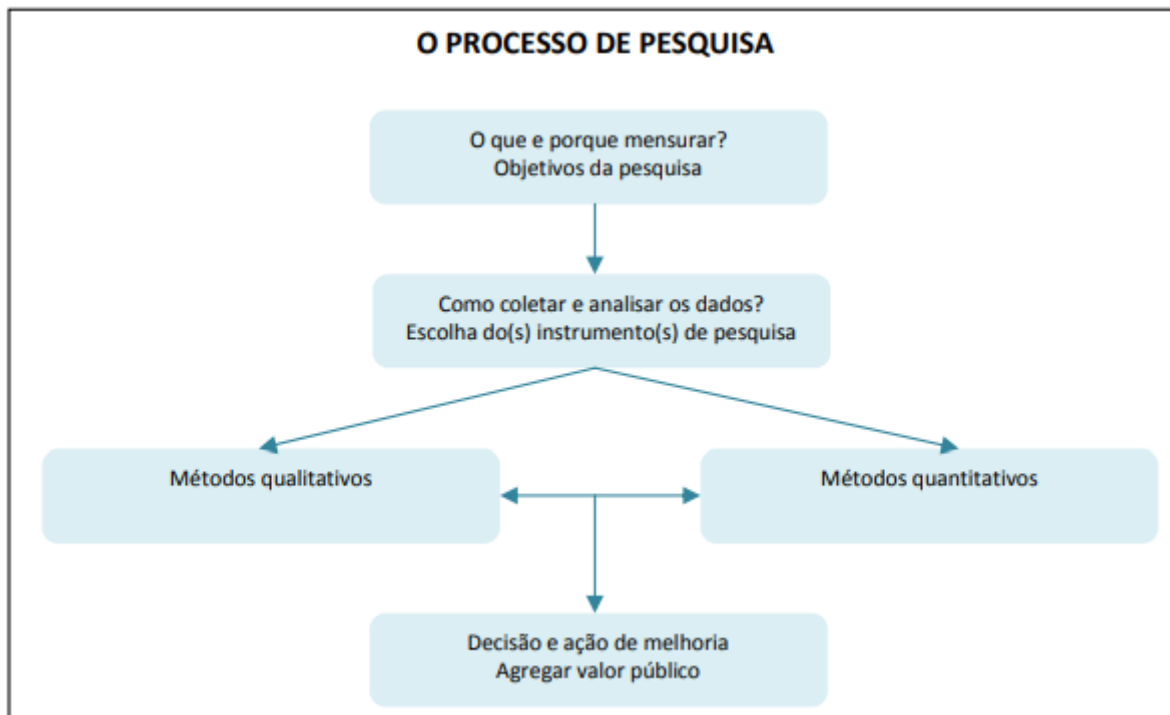 O PROCESSO DE PESQUISA
O que e porque mensurar?
Objetivos da pesquisa
Como coletar e analisar os dados?
Escolha do(s) instrumento(s) de pesquisa
Métodos qualitativos
Métodos quantitativos
Decisão e ação de melhoria
Agregar valor público